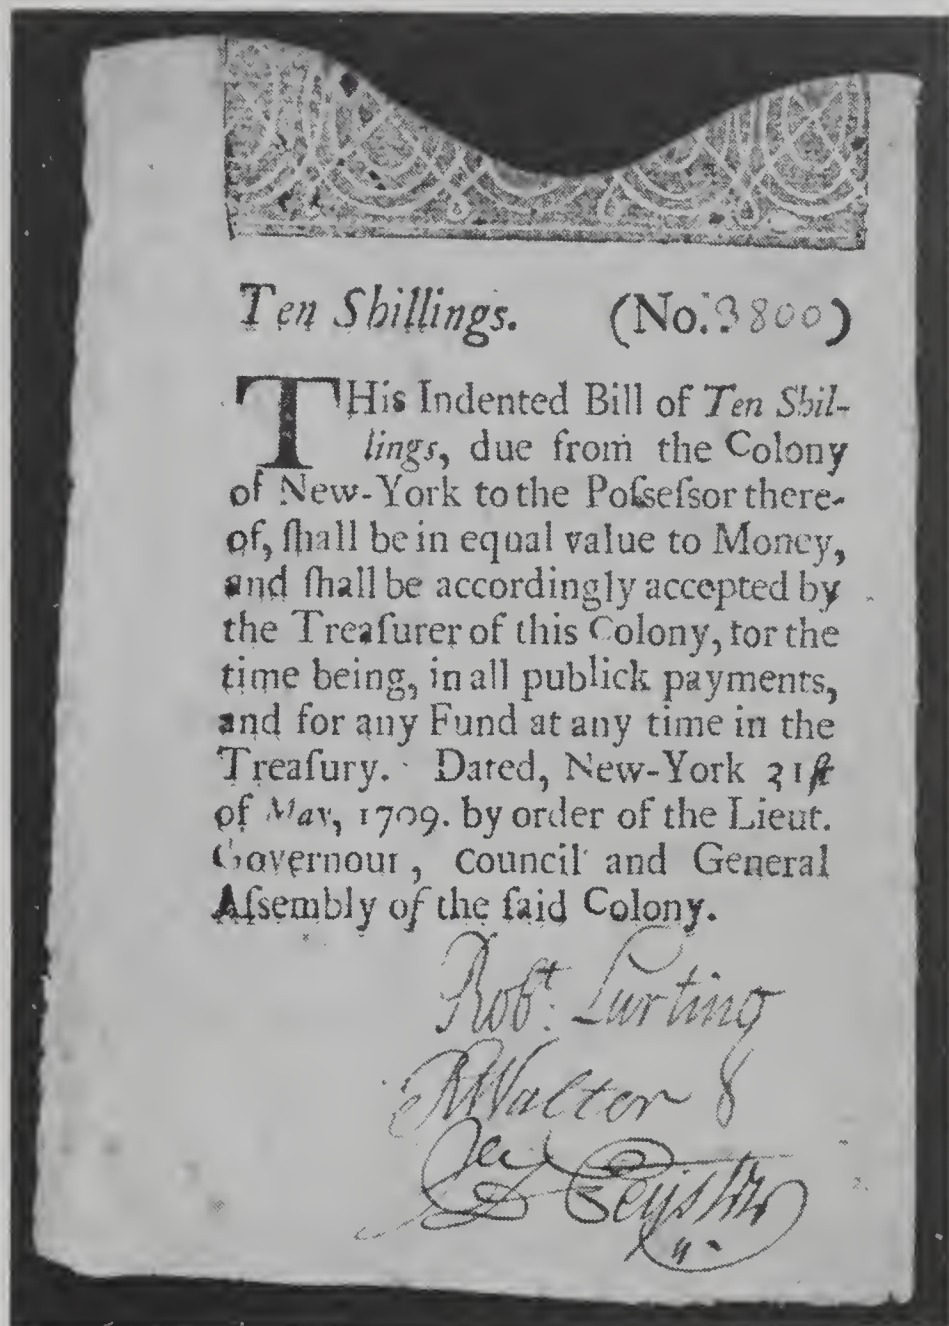 Ten Shillings. (No. 3800)
THis Indented Bill of Ten Shil-
lings, due from the Colony
of New-York to the Poſseſsor there-
of, ſhall be in equal value to Money,
and ſhall be accordingly accepted by
the Treaſurer of this Colony, for the
time being, in all publick payments,
and for any Fund at any time in the
Treaſury. Dated, New-York 31ſt
of May, 1709. by order of the Lieut.
Governour, Council and General
Aſsembly of the ſaid Colony.
Robt. Lurting
RWalter
Peyster